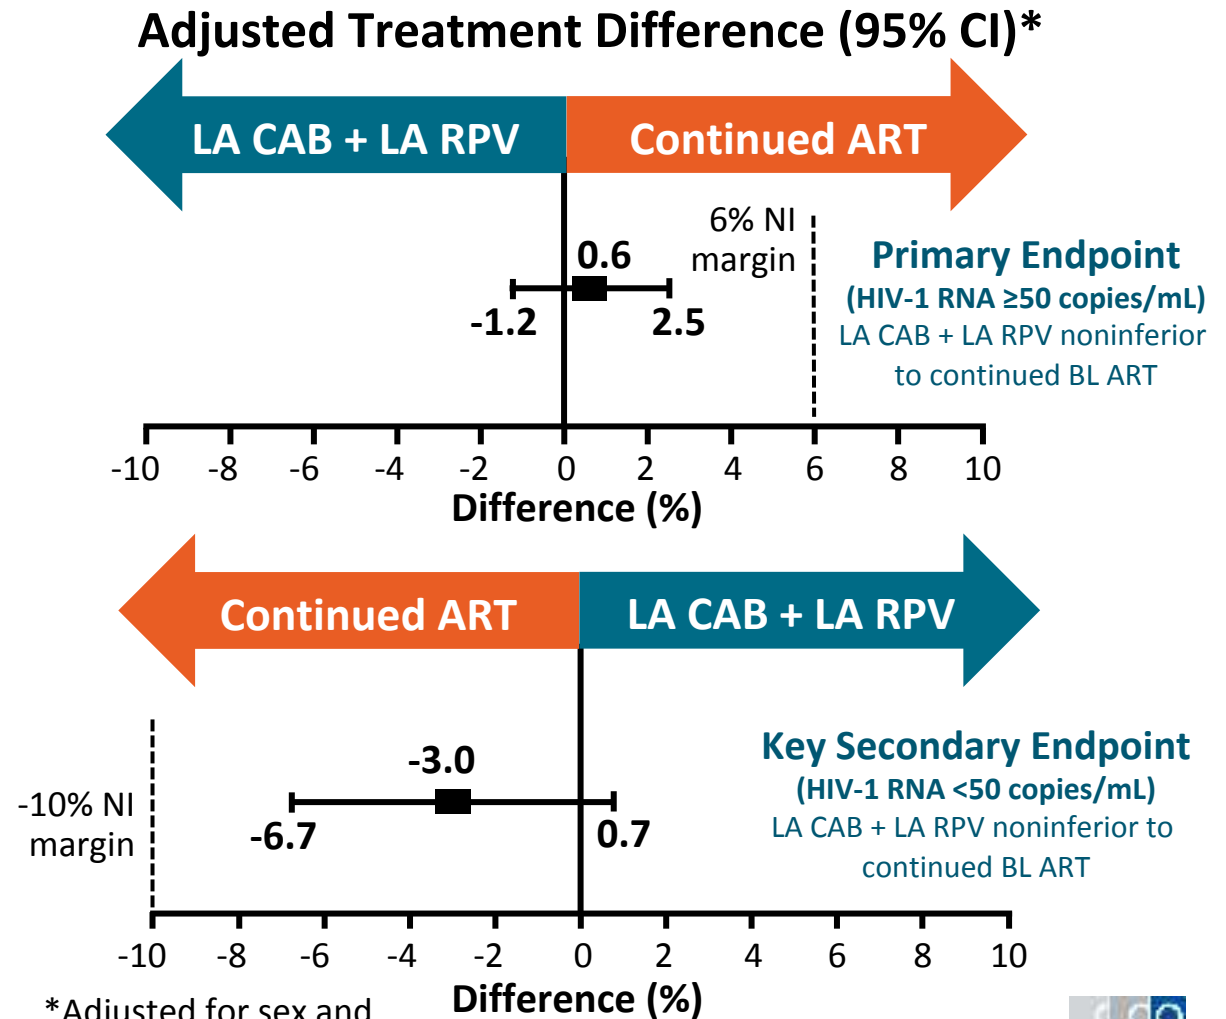 Adjusted Treatment Difference (95% CI)*
LA CAB + LA RPV
Continued ART
6% NI
margin
0.6
-1.2
2.5
Primary Endpoint
(HIV-1 RNA ≥50 copies/mL)
LA CAB + LA RPV noninferior
to continued BL ART
-10 -8 -6 -4 -2 0 2 4 6 8 10
Difference (%)
Continued ART
LA CAB + LA RPV
-10% NI
margin
-3.0
-6.7
0.7
Key Secondary Endpoint
(HIV-1 RNA <50 copies/mL)
LA CAB + LA RPV noninferior to
continued BL ART
-10 -8 -6 -4 -2 0 2 4 6 8 10
Difference (%)
*Adjusted for sex and